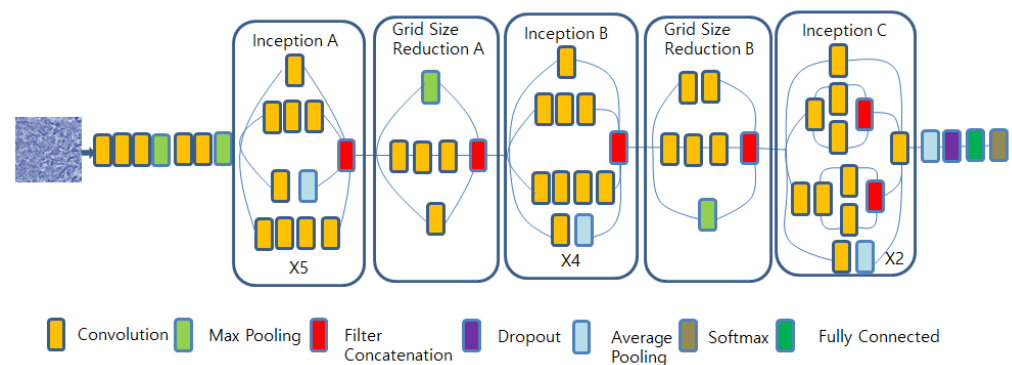 Inception A
Grid Size
Reduction A
Inception B
Grid Size
Reduction B
Inception C
X5
X4
X2
Convolution
Max Pooling
Filter
Concatenation
Dropout
Average
Pooling
Softmax
Fully Connected